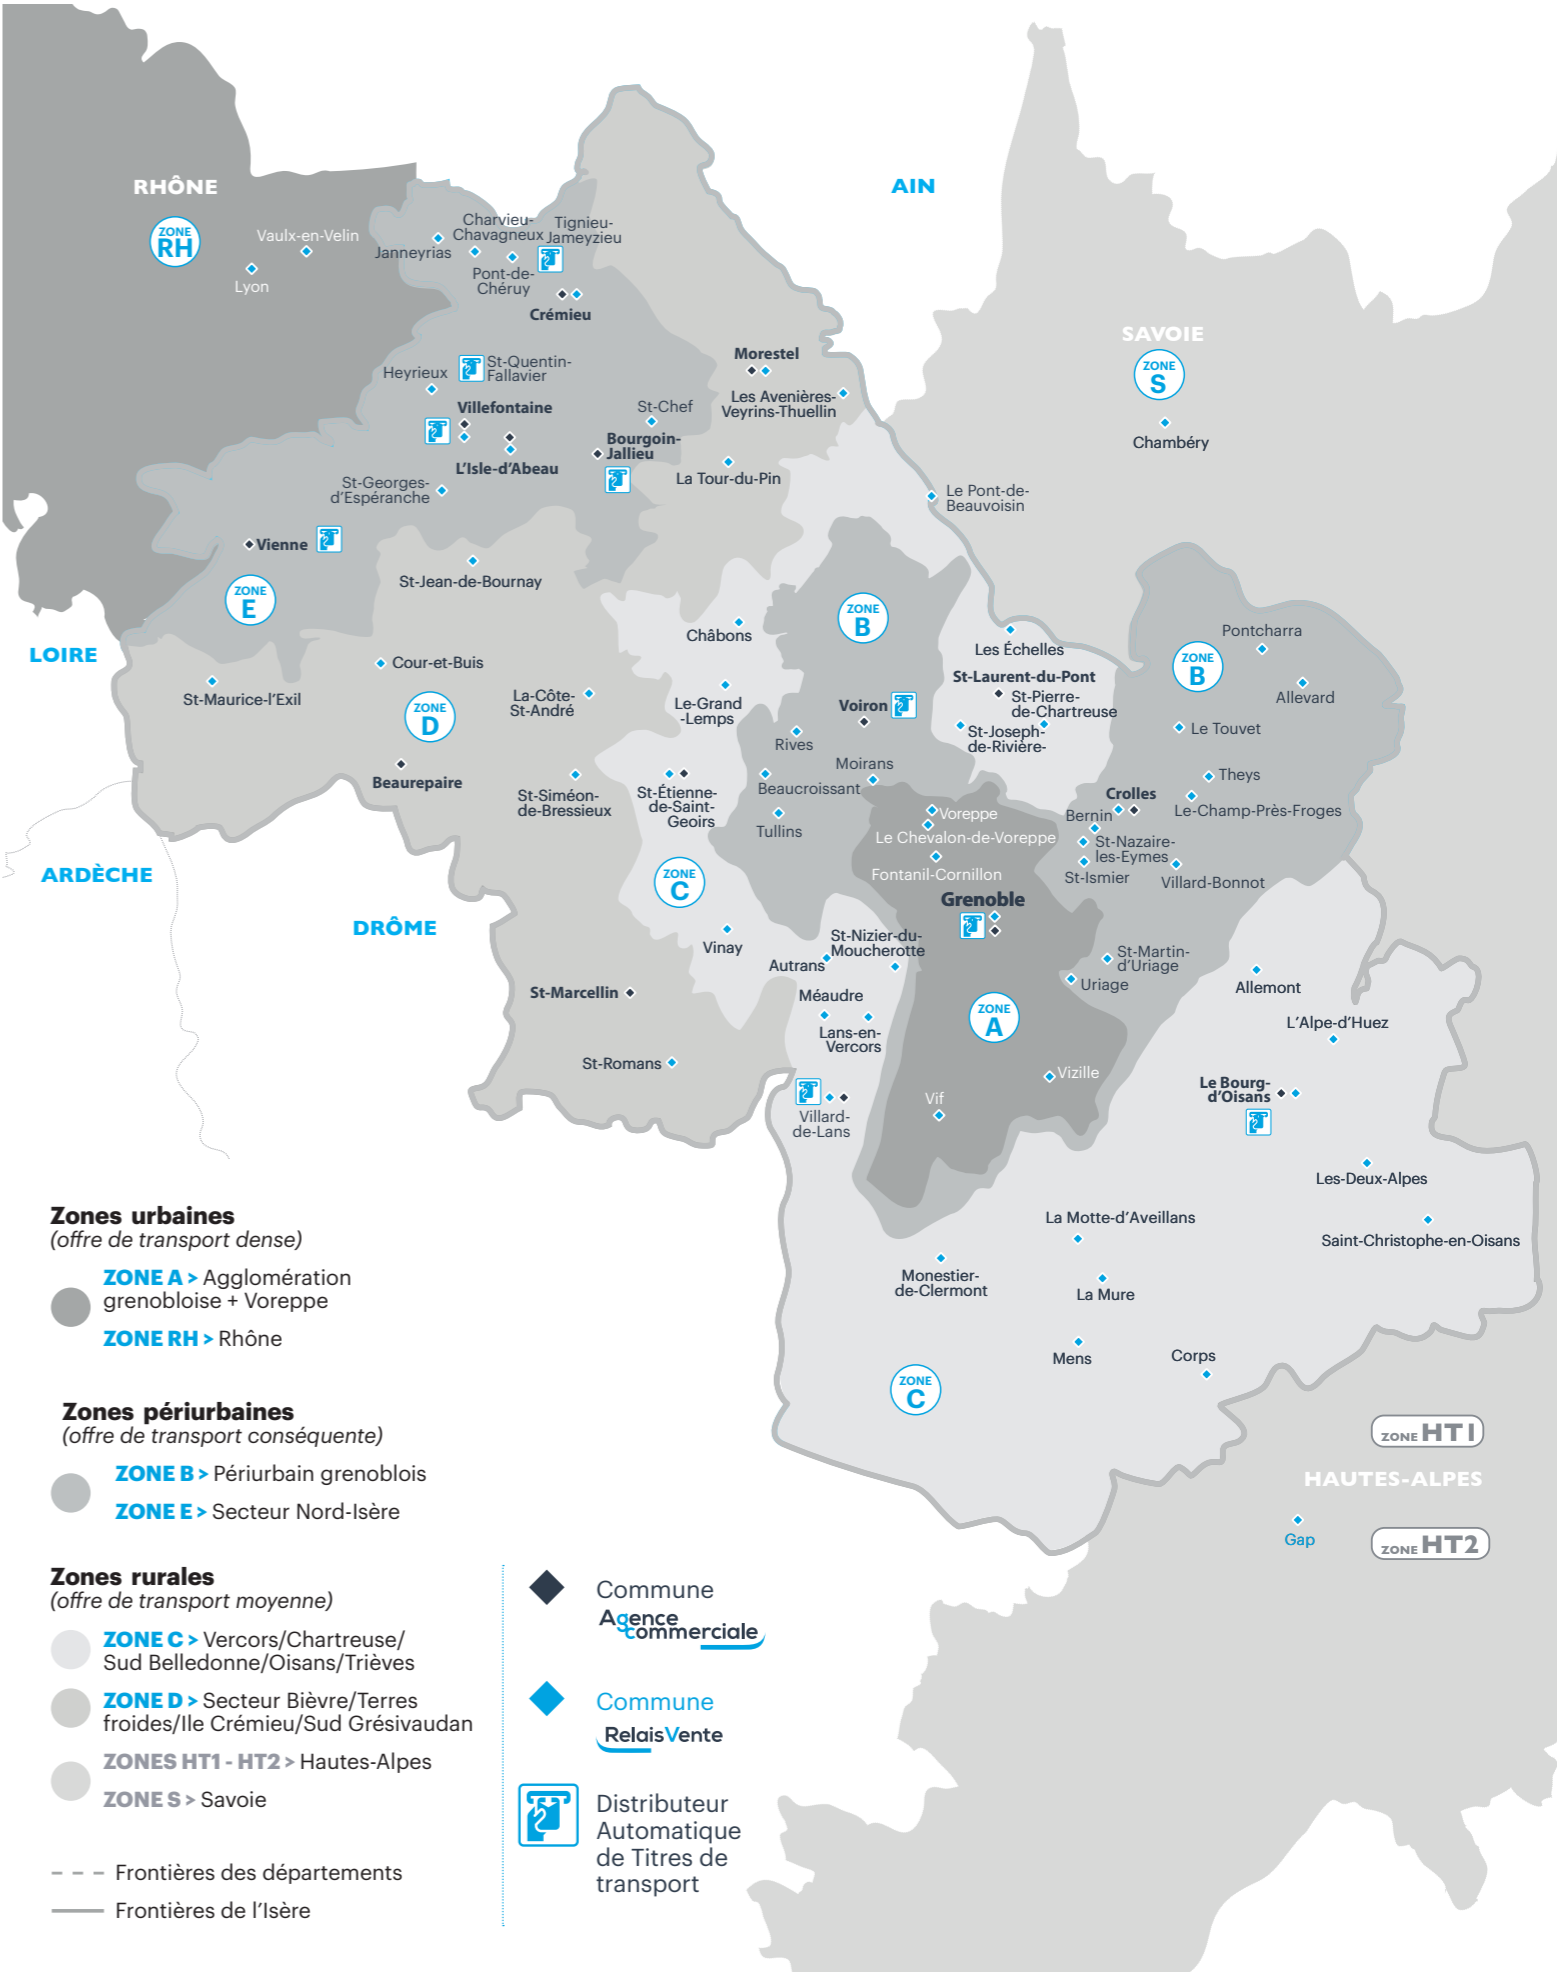 RHÔNE
ZONE
RH
Vaulx-en-Velin
Lyon
AIN
Charvieu-
Chavagneux
Tignieu-
Jameyzieu
Janneyrias
Pont-de-
Chéruy
Crémieu
SAVOIE
ZONE
S
Chambéry
St-Quentin-
Fallavier
Heyrieux
Morestel
Les Avenières-
Veyrins-Thuellin
Villefontaine
St-Chef
Bourgoin-
Jallieu
L'Isle-d'Abeau
La Tour-du-Pin
St-Georges-
d'Espéranche
Le Pont-de-
Beauvoisin
Vienne
St-Jean-de-Bournay
ZONE
E
ZONE
B
LOIRE
Châbons
Les Échelles
Pontcharra
ZONE
B
Cour-et-Buis
St-Maurice-l'Exil
St-Laurent-du-Pont
St-Pierre-
de-Chartreuse
Allevard
La-Côte-
St-André
Le-Grand
-Lemps
Voiron
ZONE
D
St-Joseph-
de-Rivière-
Le Touvet
Rives
Moirans
Theys
Beaurepaire
St-Siméon-
de-Bressieux
St-Étienne-
de-Saint-
Geoirs
Beaucroissant
Crolles
Le-Champ-Près-Froges
Tullins
Voreppe
Bernin
Le Chevalon-de-Voreppe
St-Nazaire-
les-Eymes
ARDÈCHE
ZONE
C
Fontanil-Cornillon
St-Ismier
Villard-Bonnot
Grenoble
DRÔME
Vinay
St-Nizier-du-
Moucherotte
Autrans
St-Martin-
d'Uriage
Uriage
Allemont
St-Marcellin
Méaudre
ZONE
A
L'Alpe-d'Huez
Lans-en-
Vercors
St-Romans
Vizille
Le Bourg-
d'Oisans
Vif
Villard-
de-Lans
Les-Deux-Alpes
La Motte-d'Aveillans
Saint-Christophe-en-Oisans
Monestier-
de-Clermont
La Mure
Mens
Corps
ZONE
C
ZONE HT1
HAUTES-ALPES
Gap
ZONE HT2
Zones urbaines
(offre de transport dense)
ZONE A > Agglomération
grenobloise + Voreppe
ZONE RH > Rhône
Zones périurbaines
(offre de transport conséquente)
ZONE B > Périurbain grenoblois
ZONE E > Secteur Nord-Isère
Zones rurales
(offre de transport moyenne)
ZONE C > Vercors/Chartreuse/
Sud Belledonne/Oisans/Trièves
ZONE D > Secteur Bièvre/Terres
froides/Ile Crémieu/Sud Grésivaudan
ZONES HT1 - HT2 > Hautes-Alpes
ZONE S > Savoie
Frontières des départements
Frontières de l'Isère
Commune
Agence
commerciale
Commune
RelaisVente
Distributeur
Automatique
de Titres de
transport